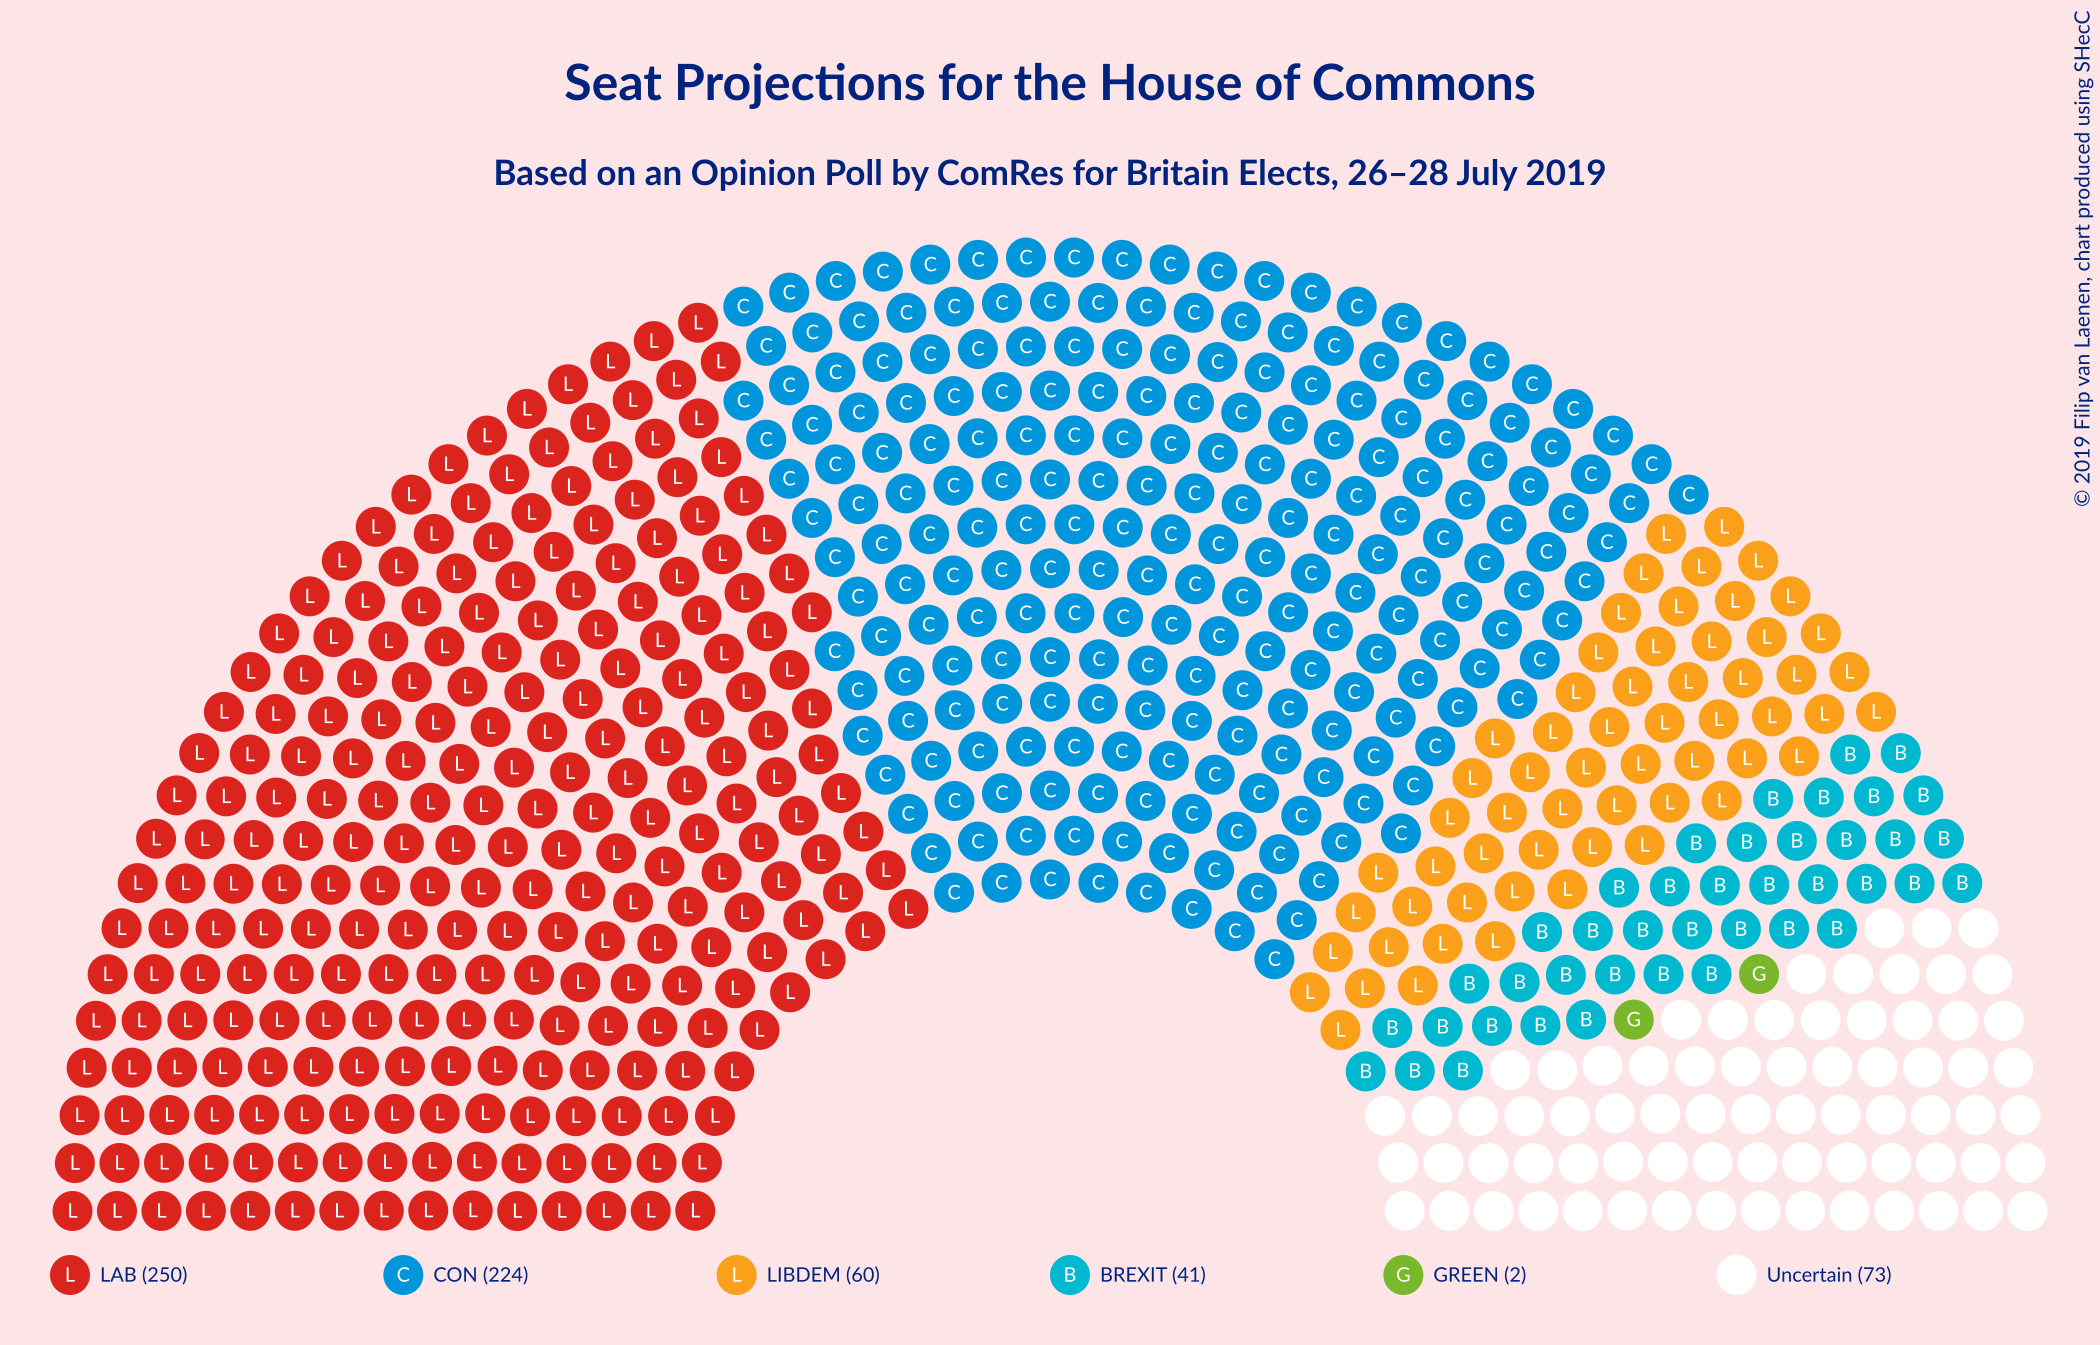 Seat Projections for the House of Commons
Based on an Opinion Poll by ComRes for Britain Elects, 26–28 July 2019
© 2019 Filip van Laenen, chart produced using SHecC
L LAB (250)
C CON (224)
L LIBDEM (60)
B BREXIT (41)
G GREEN (2)
Uncertain (73)